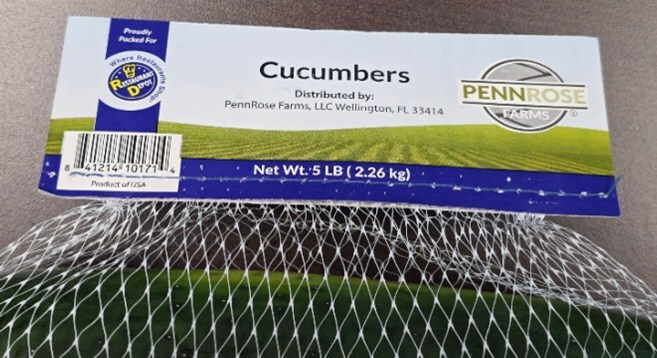 Proudly
Packed For
Where Restaurants
Shop!
RESTAURANT
DEPOT
Cucumbers
Distributed by:
PennRose Farms, LLC Wellington, FL 33414
PENNROSE
FARMS
®
8 41214 10171 4
Product of USA
Net Wt. 5 LB ( 2.26 kg)